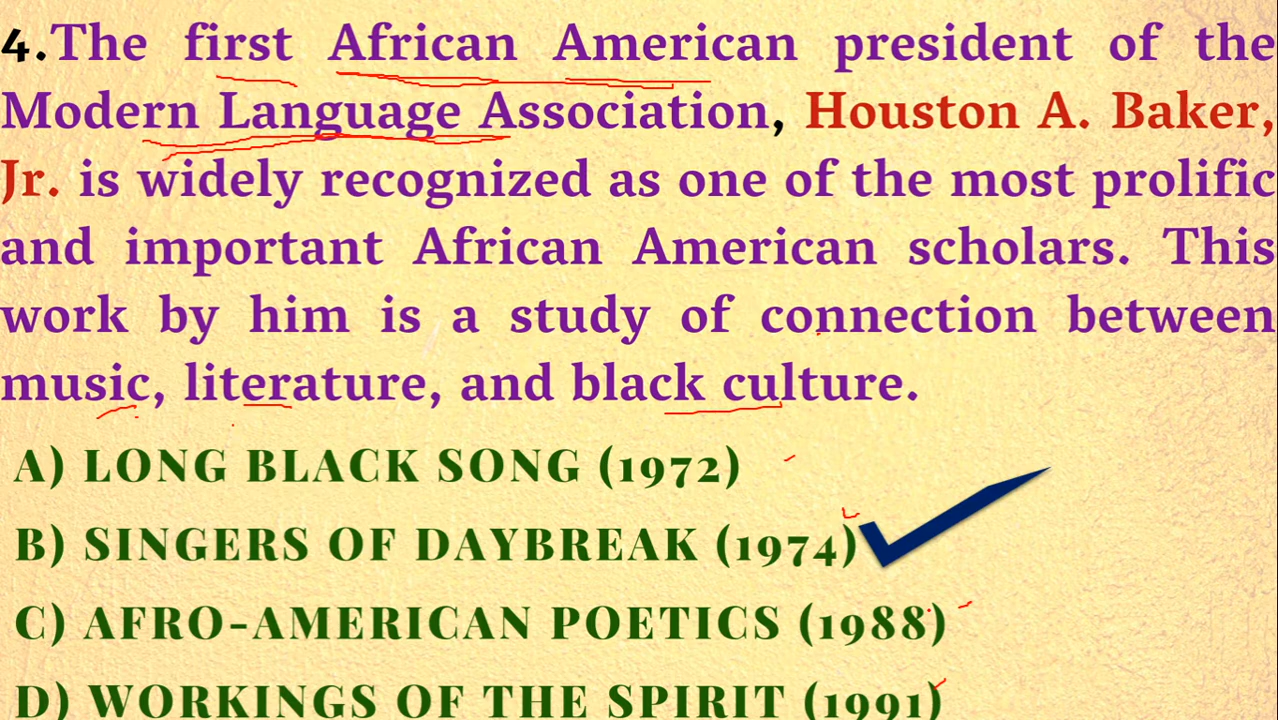 4.The first African American president of the
Modern Language Association, Houston A. Baker,
Jr. is widely recognized as one of the most prolific
and important African American scholars. This
work by him is a study of connection between
music, literature, and black culture.
A) LONG BLACK SONG (1972)
B) SINGERS OF DAYBREAK (1974)
C) AFRO-AMERICAN POETICS (1988)
D) WORKINGS OF THE SPIRIT (1991)